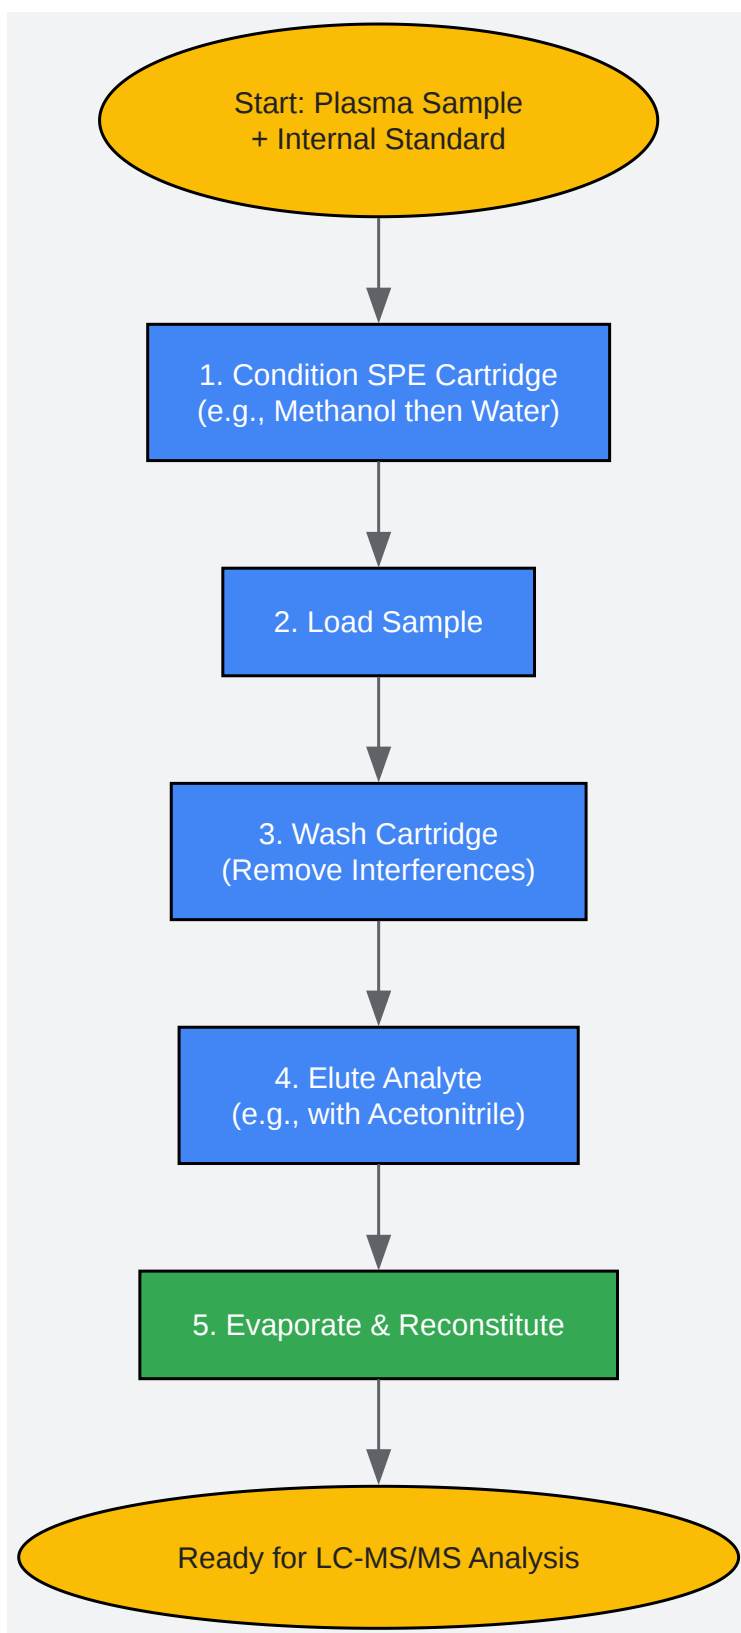 Start: Plasma Sample
+ Internal Standard
1. Condition SPE Cartridge
(e.g., Methanol then Water)
2. Load Sample
3. Wash Cartridge
(Remove Interferences)
4. Elute Analyte
(e.g., with Acetonitrile)
5. Evaporate & Reconstitute
Ready for LC-MS/MS Analysis